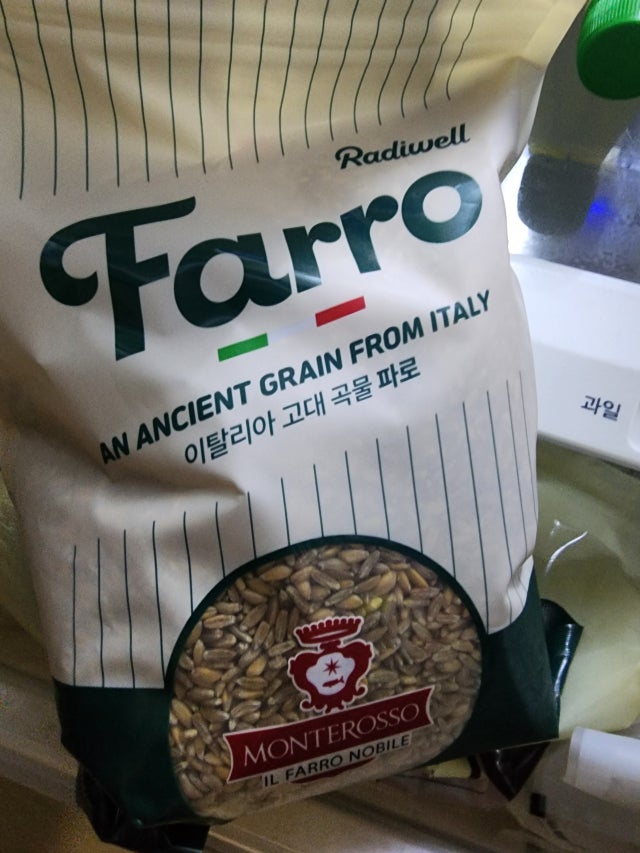 Radiwell
Farro
AN ANCIENT GRAIN FROM ITALY
이탈리아 고대 곡물 파로
과일
MONTEROSSO
IL FARRO NOBILE